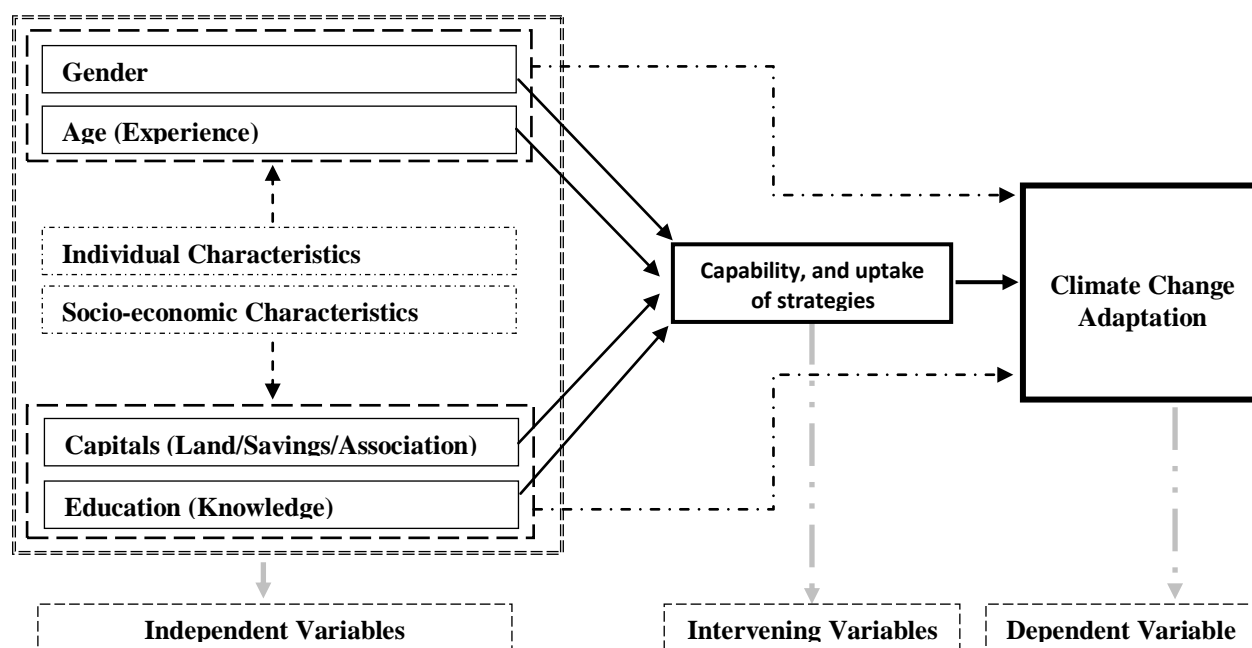 Gender
Age (Experience)
Individual Characteristics
Socio-economic Characteristics
Capitals (Land/Savings/Association)
Education (Knowledge)
Capability, and uptake
of strategies
Climate Change
Adaptation
Independent Variables
Intervening Variables
Dependent Variable